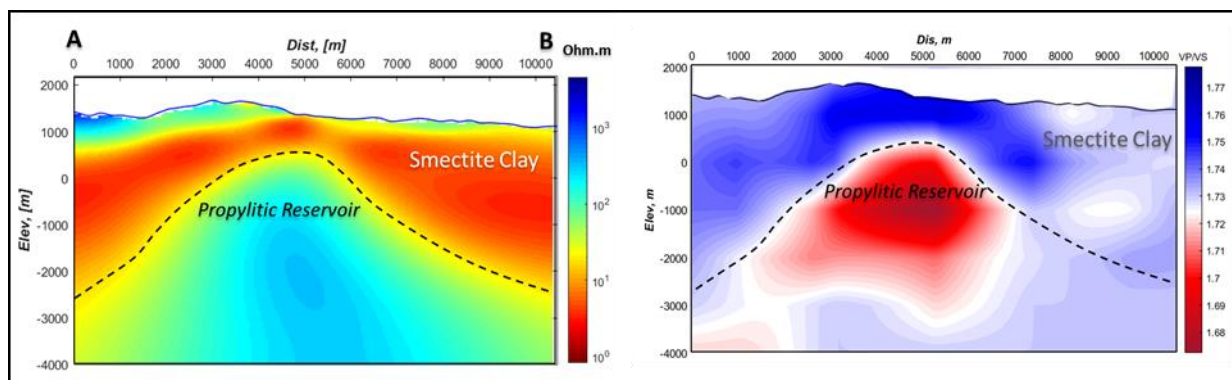 A
B
Dist, [m]
Ohm.m
0 1000 2000 3000 4000 5000 6000 7000 8000 9000 10000
2000
1000
0
-1000
-2000
-3000
-4000
Elev, [m]
Smectite Clay
Propylitic Reservoir
10³
10²
10¹
10⁰
Dis, m
VP/VS
0 1000 2000 3000 4000 5000 6000 7000 8000 9000 10000
2000
1000
0
-1000
-2000
-3000
-4000
Elev, m
Smectite Clay
Propylitic Reservoir
1.77
1.76
1.75
1.74
1.73
1.72
1.71
1.7
1.69
1.68